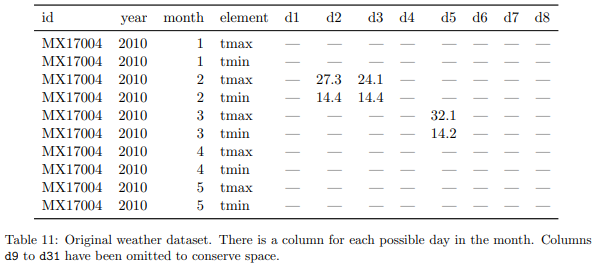 id year month element d1 d2 d3 d4 d5 d6 d7 d8
MX17004 2010 1 tmax — — — — — — — —
MX17004 2010 1 tmin — — — — — — — —
MX17004 2010 2 tmax — 27.3 24.1 — — — — —
MX17004 2010 2 tmin — 14.4 14.4 — — — — —
MX17004 2010 3 tmax — — — — 32.1 — — —
MX17004 2010 3 tmin — — — — 14.2 — — —
MX17004 2010 4 tmax — — — — — — — —
MX17004 2010 4 tmin — — — — — — — —
MX17004 2010 5 tmax — — — — — — — —
MX17004 2010 5 tmin — — — — — — — —
Table 11: Original weather dataset. There is a column for each possible day in the month. Columns
d9 to d31 have been omitted to conserve space.